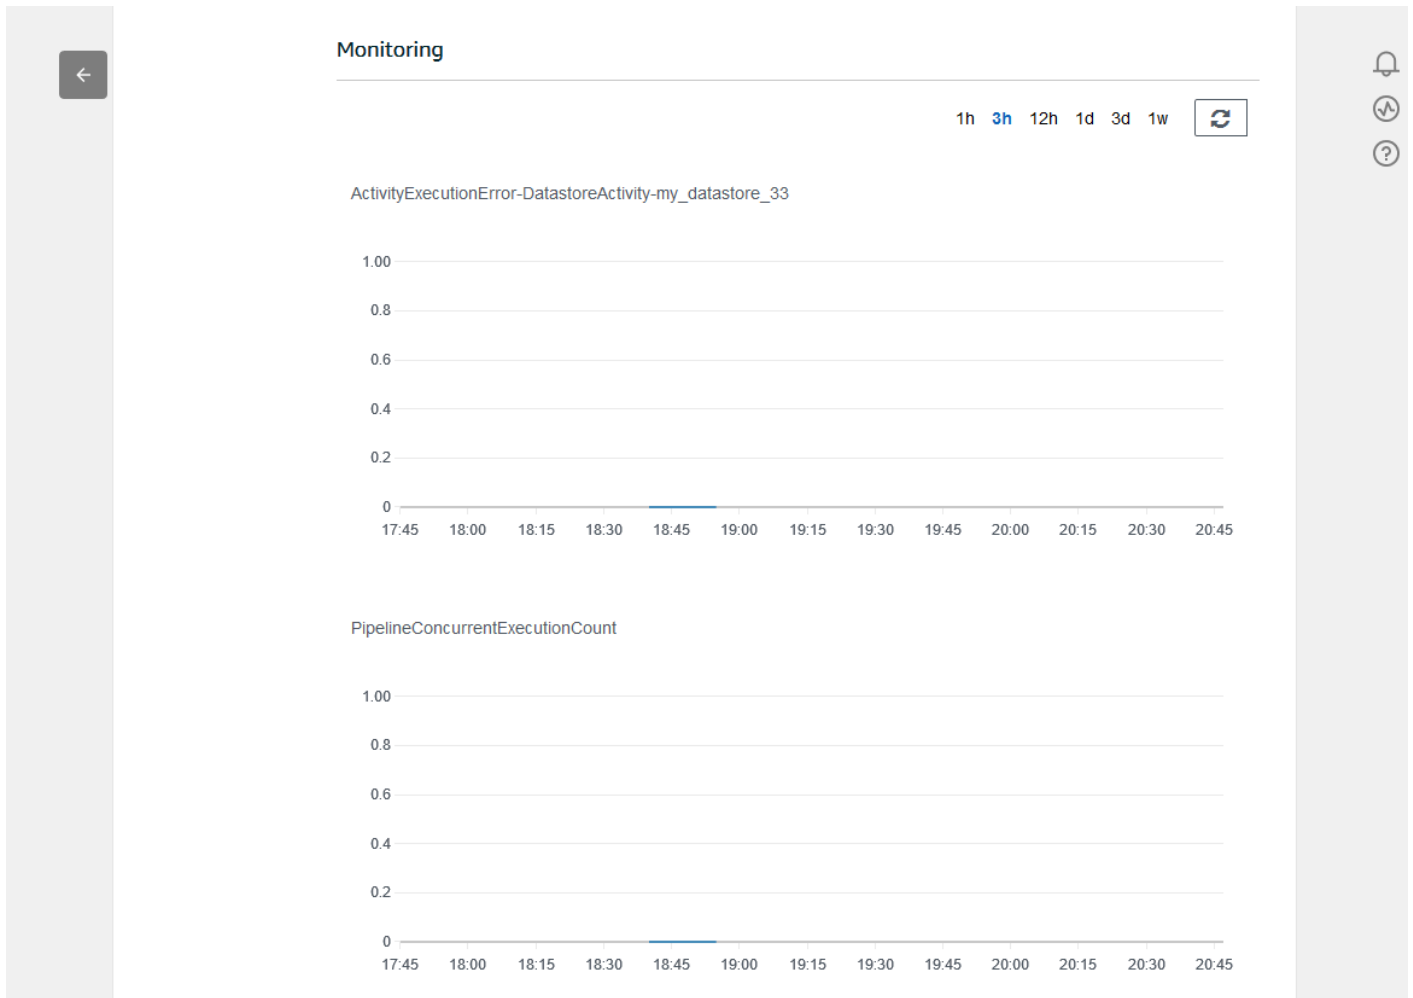 Monitoring
1h 3h 12h 1d 3d 1w
ActivityExecutionError-DatastoreActivity-my_datastore_33
1.00
0.8
0.6
0.4
0.2
0
17:45 18:00 18:15 18:30 18:45 19:00 19:15 19:30 19:45 20:00 20:15 20:30 20:45
PipelineConcurrentExecutionCount
1.00
0.8
0.6
0.4
0.2
0
17:45 18:00 18:15 18:30 18:45 19:00 19:15 19:30 19:45 20:00 20:15 20:30 20:45